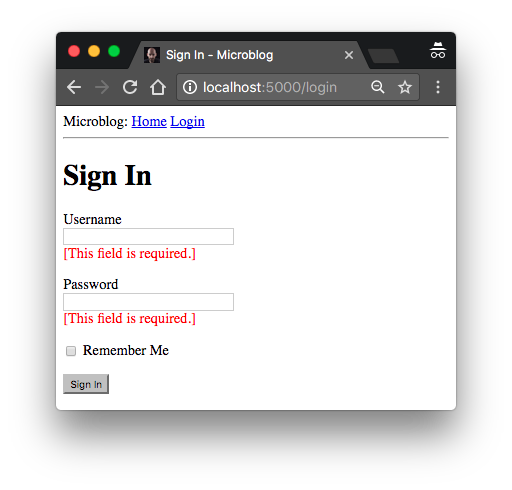 Sign In - Microblog
localhost:5000/login
Microblog: Home Login
Sign In
Username
[This field is required.]
Password
[This field is required.]
Remember Me
Sign In